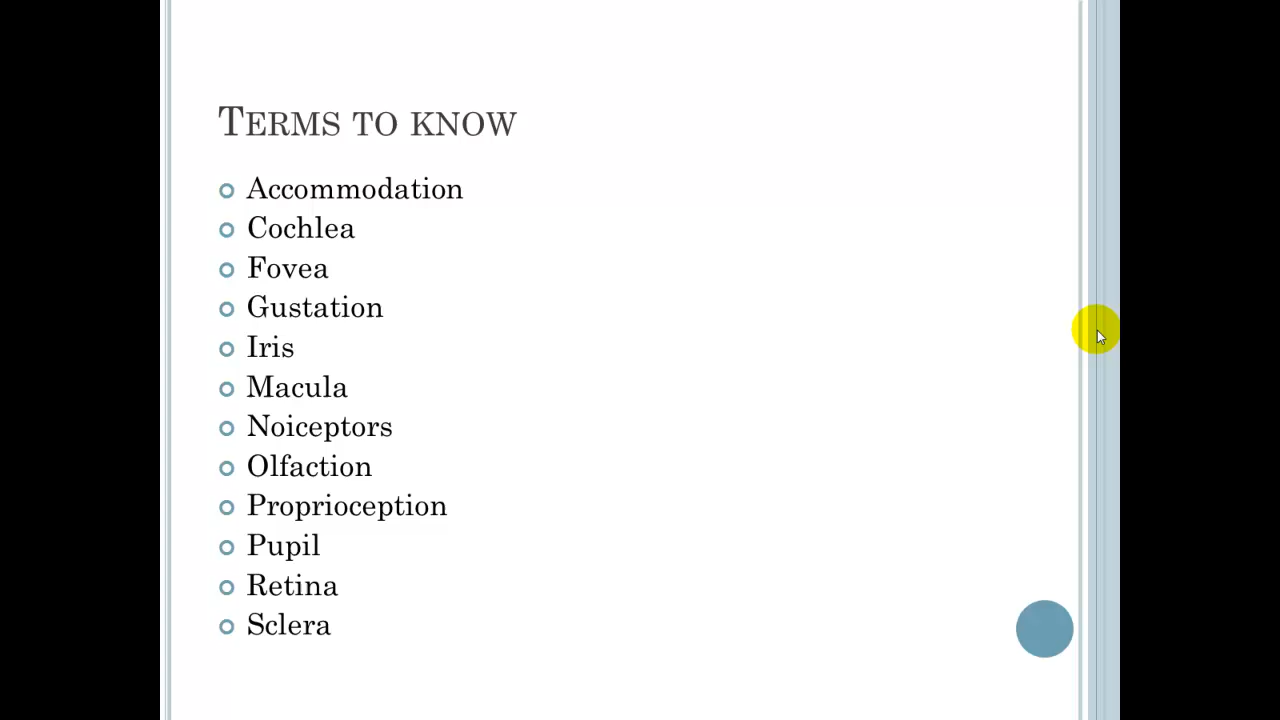 Terms to know
Accommodation
Cochlea
Fovea
Gustation
Iris
Macula
Noiceptors
Olfaction
Proprioception
Pupil
Retina
Sclera